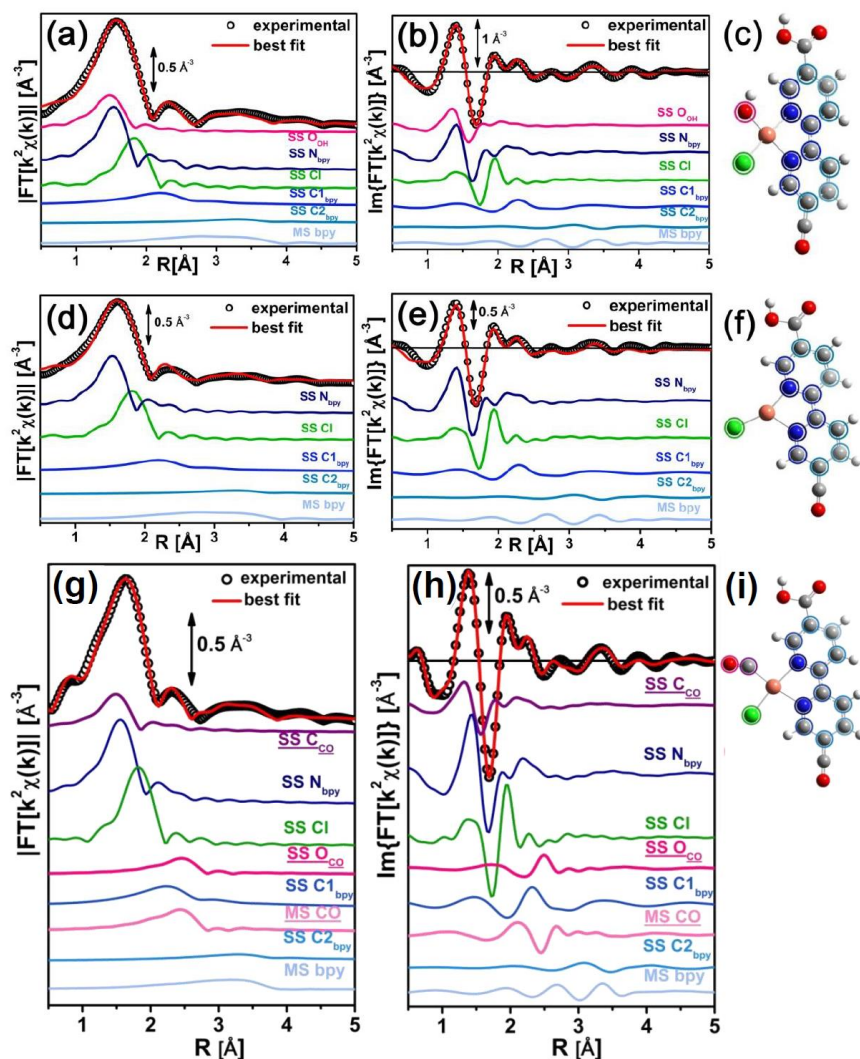 (a)
experimental
best fit
0.5 Å⁻³
|FT[k²χ(k)]| [Å⁻³]
SS O_OH
SS N_bpy
SS Cl
SS C1_bpy
SS C2_bpy
MS bpy
1 2 3 4 5
R [Å]
(b)
experimental
best fit
1 Å⁻³
Im{FT[k²χ(k)]} [Å⁻³]
SS O_OH
SS N_bpy
SS Cl
SS C1_bpy
SS C2_bpy
MS bpy
1 2 3 4 5
R [Å]
(c)
(d)
experimental
best fit
0.5 Å⁻³
|FT[k²χ(k)]| [Å⁻³]
SS N_bpy
SS Cl
SS C1_bpy
SS C2_bpy
MS bpy
1 2 3 4 5
R [Å]
(e)
experimental
best fit
0.5 Å⁻³
Im{FT[k²χ(k)]} [Å⁻³]
SS N_bpy
SS Cl
SS C1_bpy
SS C2_bpy
MS bpy
1 2 3 4 5
R [Å]
(f)
(g)
experimental
best fit
0.5 Å⁻³
|FT[k²χ(k)]| [Å⁻³]
SS C_CO
SS N_bpy
SS Cl
SS O_CO
SS C1_bpy
MS CO
SS C2_bpy
MS bpy
1 2 3 4 5
R [Å]
(h)
experimental
best fit
0.5 Å⁻³
Im{FT[k²χ(k)]} [Å⁻³]
SS C_CO
SS N_bpy
SS Cl
SS O_CO
SS C1_bpy
MS CO
SS C2_bpy
MS bpy
1 2 3 4 5
R [Å]
(i)